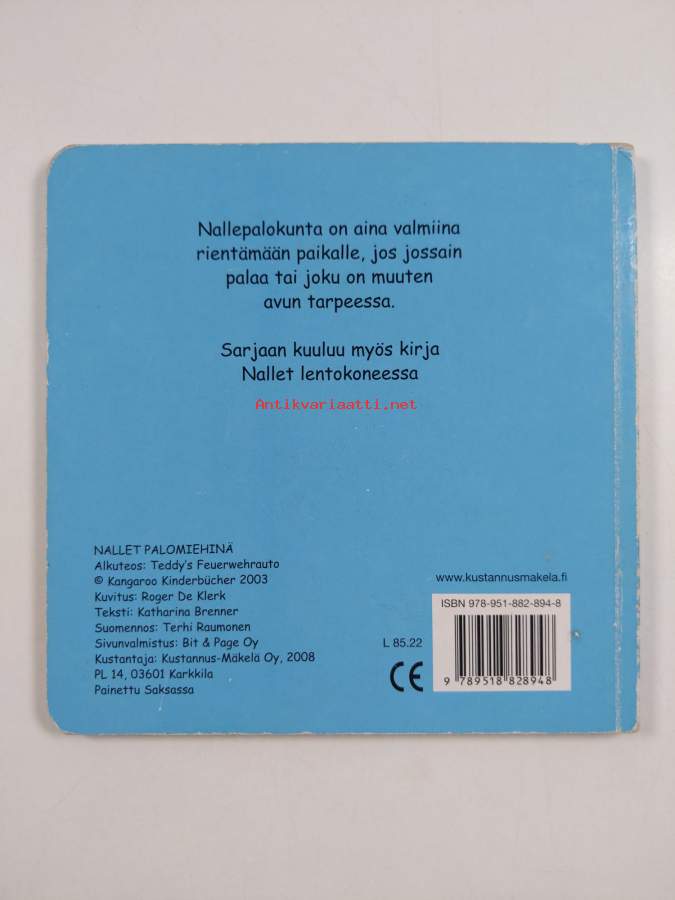 Nallepalokunta on aina valmiina
rientämään paikalle, jos jossain
palaa tai joku on muuten
avun tarpeessa.
Sarjaan kuuluu myös kirja
Nallet lentokoneessa
Antikvariaatti.net
NALLET PALOMIEHINÄ
Alkuteos: Teddy's Feuerwehrauto
© Kangaroo Kinderbücher 2003
Kuvitus: Roger De Klerk
Teksti: Katharina Brenner
Suomennos: Terhi Raumonen
Sivunvalmistus: Bit & Page Oy
Kustantaja: Kustannus-Mäkelä Oy, 2008
PL 14, 03601 Karkkila
Painettu Saksassa
L 85.22
CE
www.kustannusmakela.fi
ISBN 978-951-882-894-8
9 789518 828948